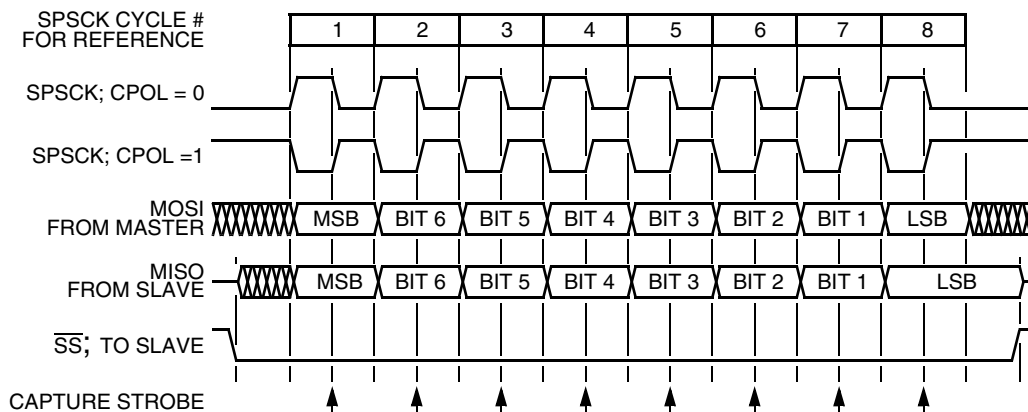 SPSCK CYCLE #
FOR REFERENCE
1 2 3 4 5 6 7 8
SPSCK; CPOL = 0
SPSCK; CPOL =1
MOSI
FROM MASTER
MSB BIT 6 BIT 5 BIT 4 BIT 3 BIT 2 BIT 1 LSB
MISO
FROM SLAVE
MSB BIT 6 BIT 5 BIT 4 BIT 3 BIT 2 BIT 1 LSB
SS; TO SLAVE
CAPTURE STROBE